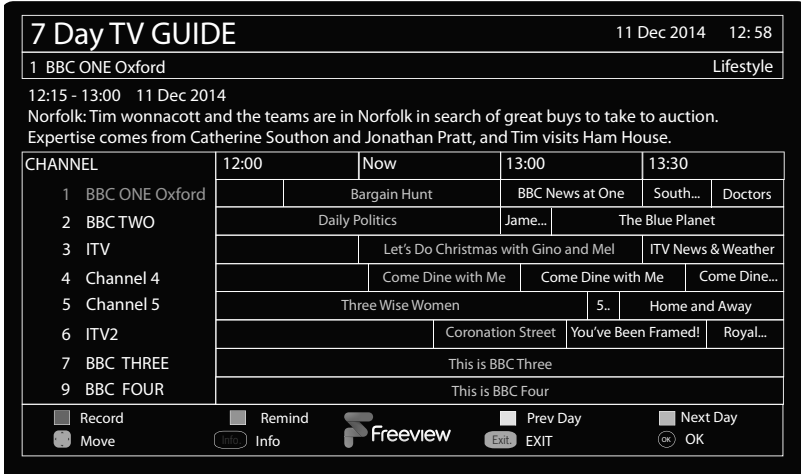 7 Day TV GUIDE 11 Dec 2014 12: 58
1 BBC ONE Oxford Lifestyle
12:15 - 13:00 11 Dec 2014
Norfolk: Tim wonnacott and the teams are in Norfolk in search of great buys to take to auction.
Expertise comes from Catherine Southon and Jonathan Pratt, and Tim visits Ham House.
CHANNEL 12:00 Now 13:00 13:30
1 BBC ONE Oxford Bargain Hunt BBC News at One South... Doctors
2 BBC TWO Daily Politics Jame... The Blue Planet
3 ITV Let's Do Christmas with Gino and Mel ITV News & Weather
4 Channel 4 Come Dine with Me Come Dine with Me Come Dine...
5 Channel 5 Three Wise Women 5.. Home and Away
6 ITV2 Coronation Street You've Been Framed! Royal...
7 BBC THREE This is BBC Three
9 BBC FOUR This is BBC Four
Record Remind Prev Day Next Day
Move Info. Info Freeview Exit. EXIT OK OK